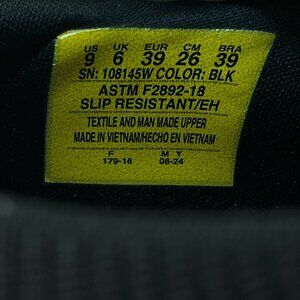 US UK EUR CM BRA
9 6 39 26 39
SN: 108145W COLOR: BLK
ASTM F2892-18
SLIP RESISTANT/EH
TEXTILE AND MAN MADE UPPER
MADE IN VIETNAM/HECHO EN VIETNAM
F M Y
179-16 08-24